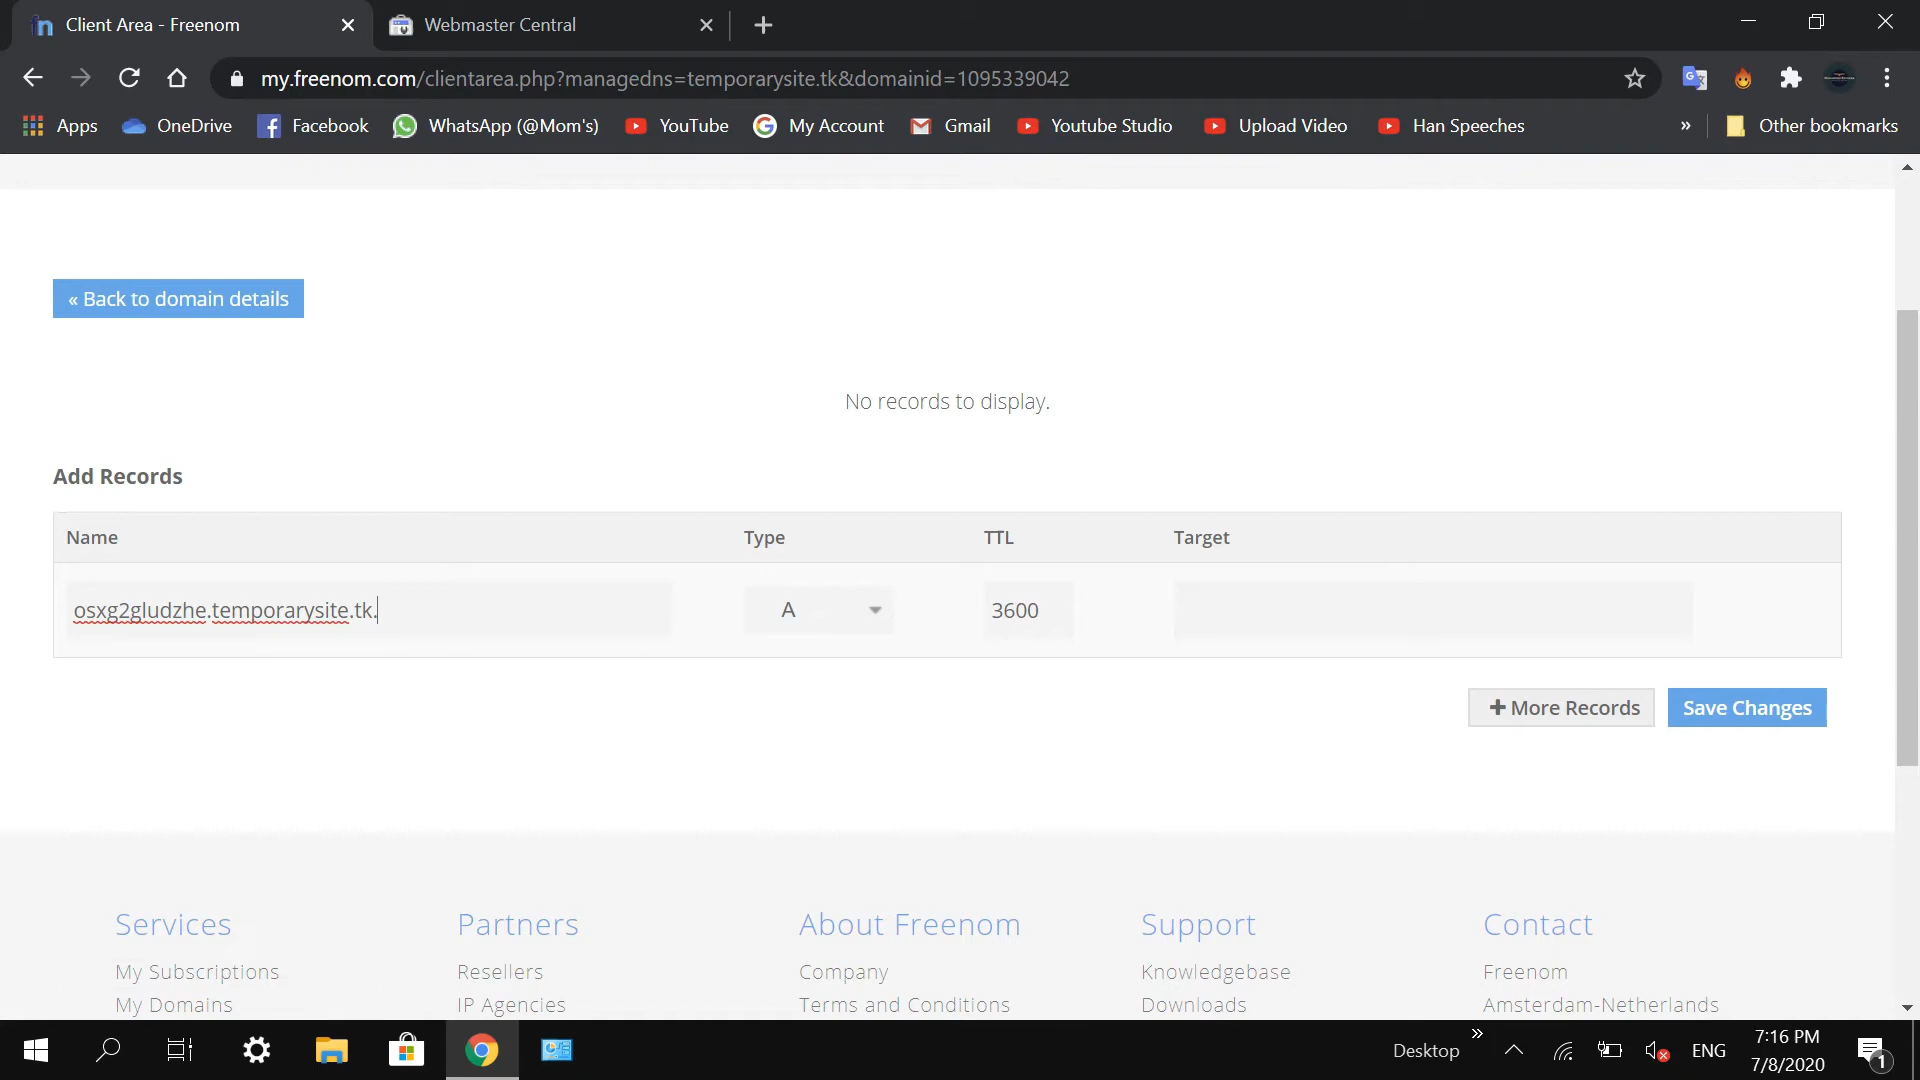 Client Area - Freenom
Webmaster Central
my.freenom.com/clientarea.php?managedns=temporarysite.tk&domainid=1095339042
Apps
OneDrive
Facebook
WhatsApp (@Mom's)
YouTube
My Account
Gmail
Youtube Studio
Upload Video
Han Speeches
»
Other bookmarks
« Back to domain details
No records to display.
Add Records
Name Type TTL Target
osxg2gludzhe.temporarysite.tk. A 3600
+ More Records
Save Changes
Services Partners About Freenom Support Contact
My Subscriptions Resellers Company Knowledgebase Freenom
My Domains IP Agencies Terms and Conditions Downloads Amsterdam-Netherlands
Desktop » ENG
7:16 PM
7/8/2020
1